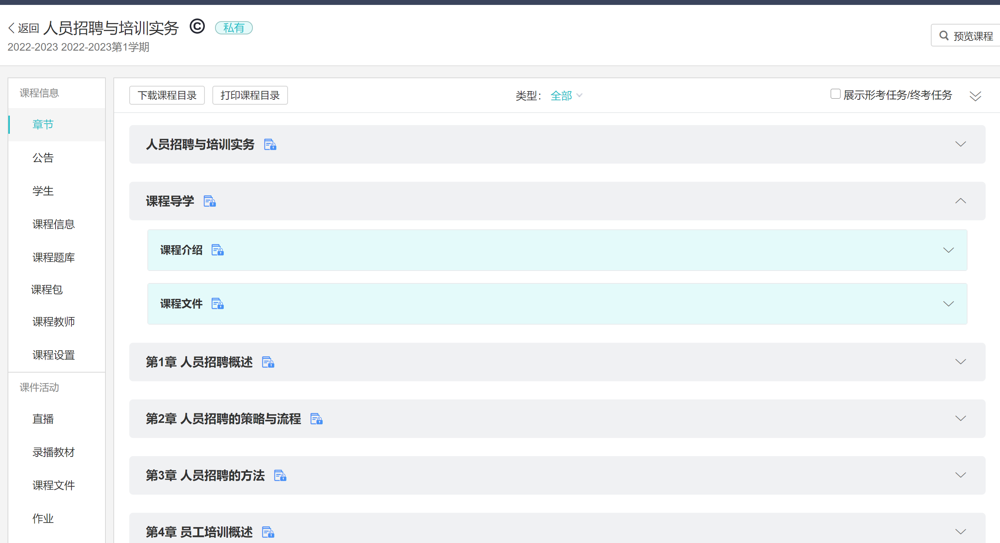 返回 人员招聘与培训实务 © 私有
2022-2023 2022-2023第1学期
预览课程
课程信息
章节
公告
学生
课程信息
课程题库
课程包
课程教师
课程设置
课件活动
直播
录播教材
课程文件
作业
下载课程目录 打印课程目录 类型： 全部 展示形考任务/终考任务
人员招聘与培训实务
课程导学
课程介绍
课程文件
第1章 人员招聘概述
第2章 人员招聘的策略与流程
第3章 人员招聘的方法
第4章 员工培训概述